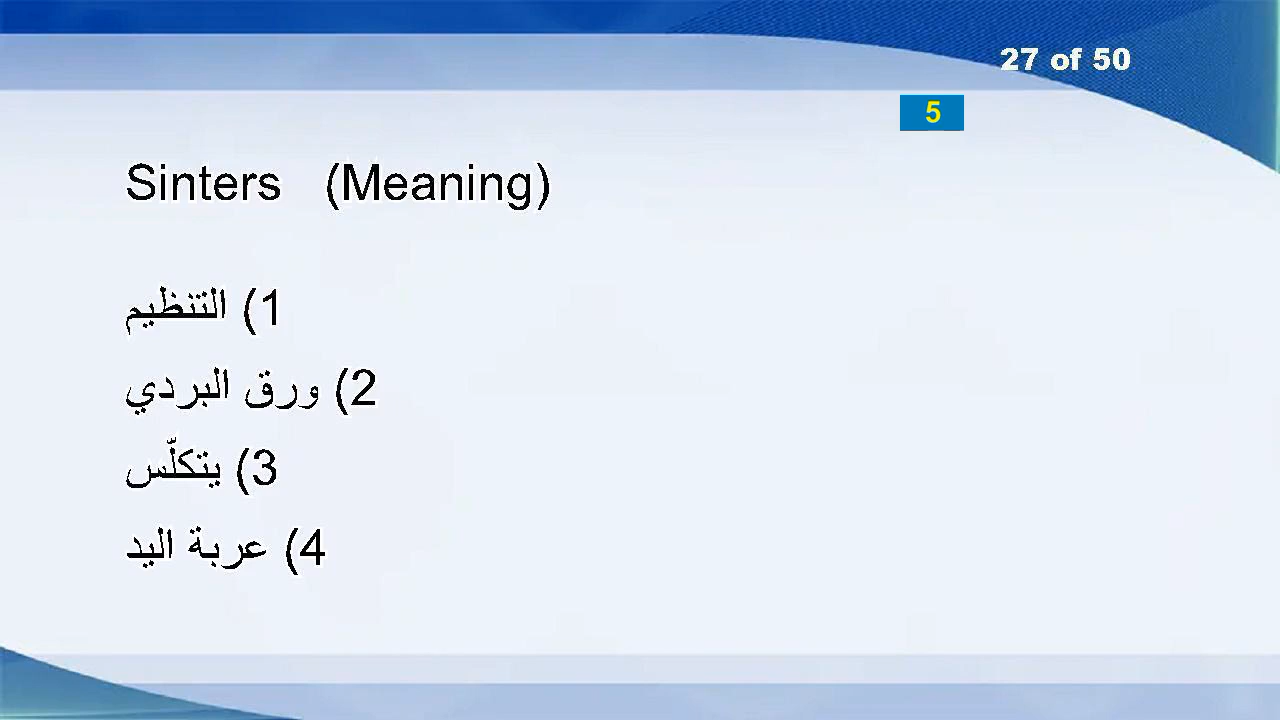 27 of 50
5
Sinters (Meaning)
1) التنظيم
2) ورق البردي
3) يتكلّس
4) عربة اليد